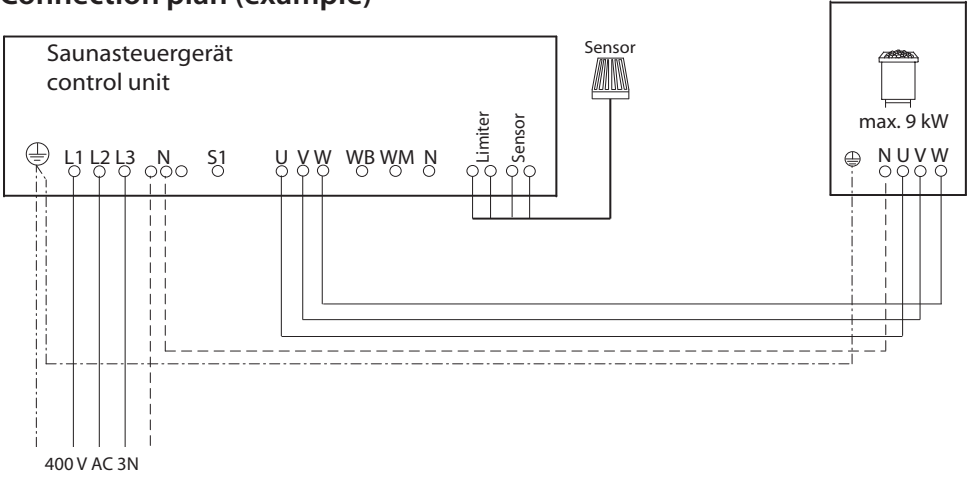 Connection plan (example)
Saunasteuergerät
control unit
Sensor
max. 9 kW
L1 L2 L3 N S1 U V W WB WM N Limiter Sensor
N U V W
400 V AC 3N